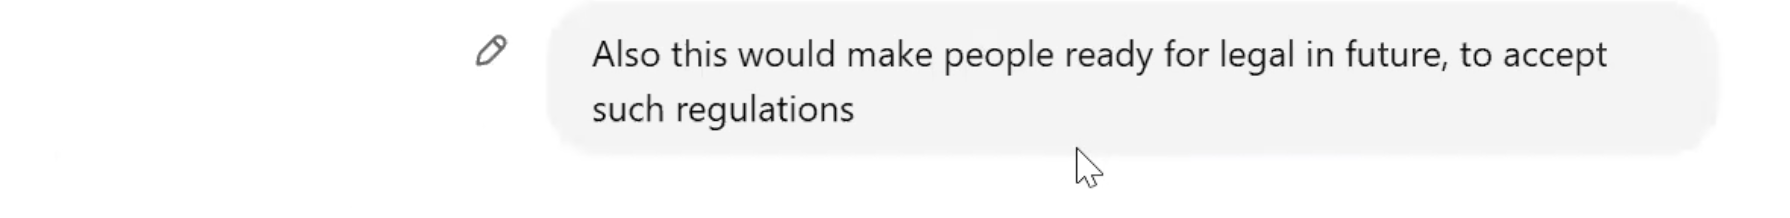 Also this would make people ready for legal in future, to accept
such regulations